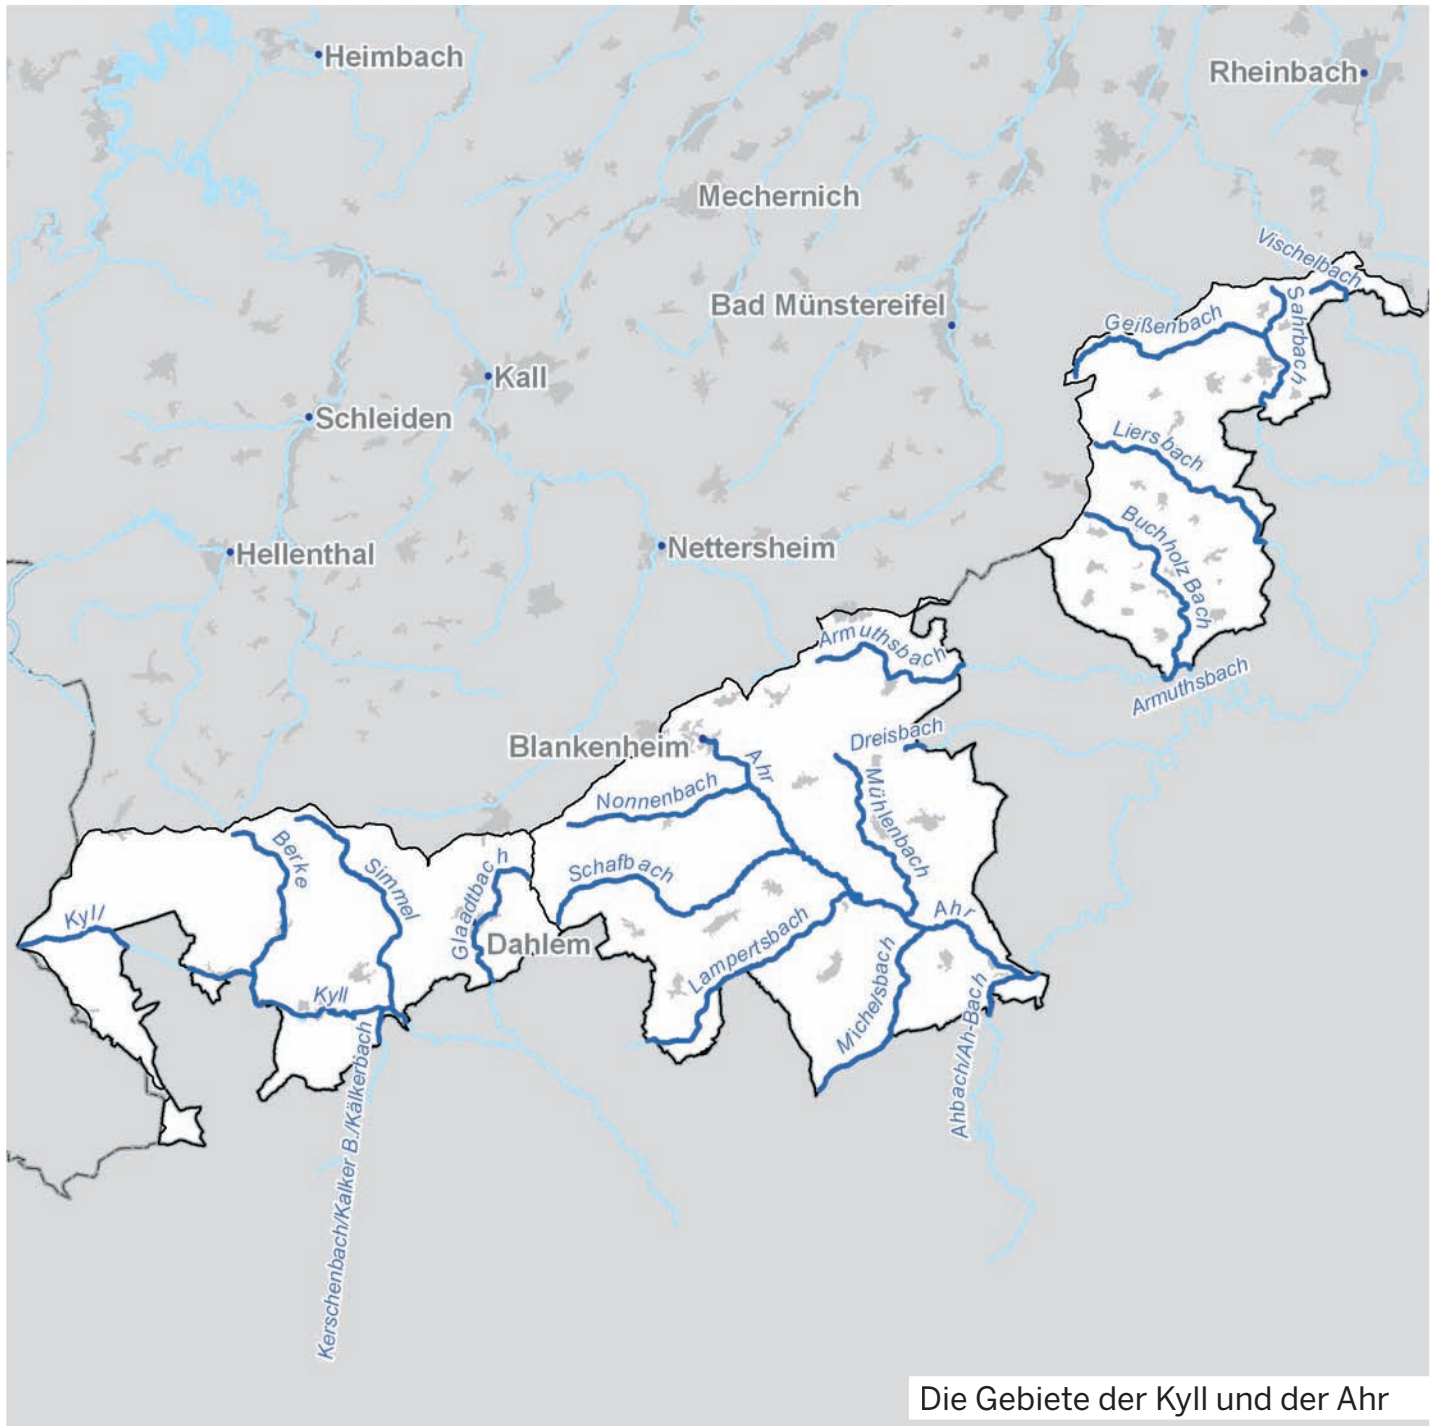 Heimbach
Rheinbach
Mechernich
Vischelbach
Bad Münstereifel
Geißenbach
Sahrbach
Kall
Schleiden
Liersbach
Buchholz Bach
Hellenthal
Nettersheim
Armuthsbach
Armuthsbach
Blankenheim
Ahr
Dreisbach
Nonnenbach
Mühlenbach
Berke
Simmel
Glaadtbach
Schafbach
Kyll
Dahlem
Lampertsbach
Ahr
Michelsbach
Kyll
Ahbach/Ah-Bach
Kerschenbach/Kalker B./Kälkerbach
Die Gebiete der Kyll und der Ahr